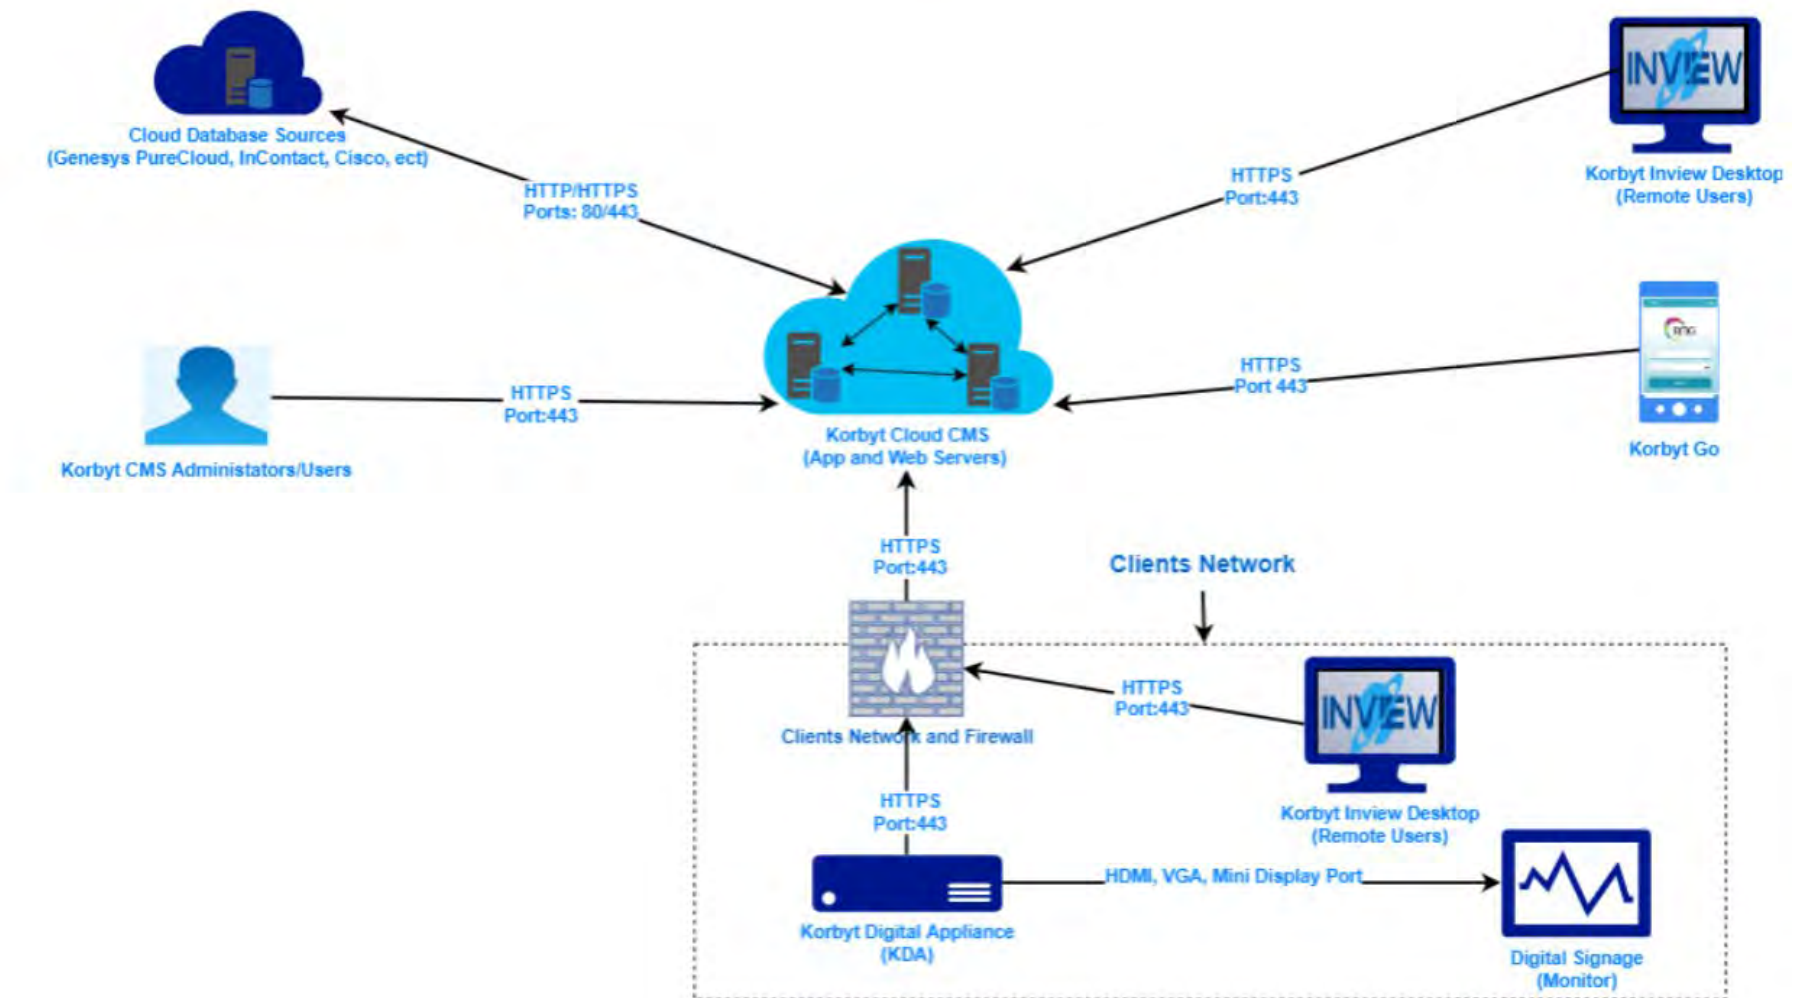 INVIEW
Cloud Database Sources
(Genesys PureCloud, InContact, Cisco, ect)
HTTP/HTTPS
Ports: 80/443
HTTPS
Port:443
Korbyt Inview Desktop
(Remote Users)
HTTPS
Port 443
Korbyt Go
HTTPS
Port:443
Korbyt CMS Administators/Users
Korbyt Cloud CMS
(App and Web Servers)
HTTPS
Port:443
Clients Network
Clients Network and Firewall
HTTPS
Port:443
INVIEW
Korbyt Inview Desktop
(Remote Users)
HTTPS
Port:443
HDMI, VGA, Mini Display Port
Korbyt Digital Appliance
(KDA)
Digital Signage
(Monitor)